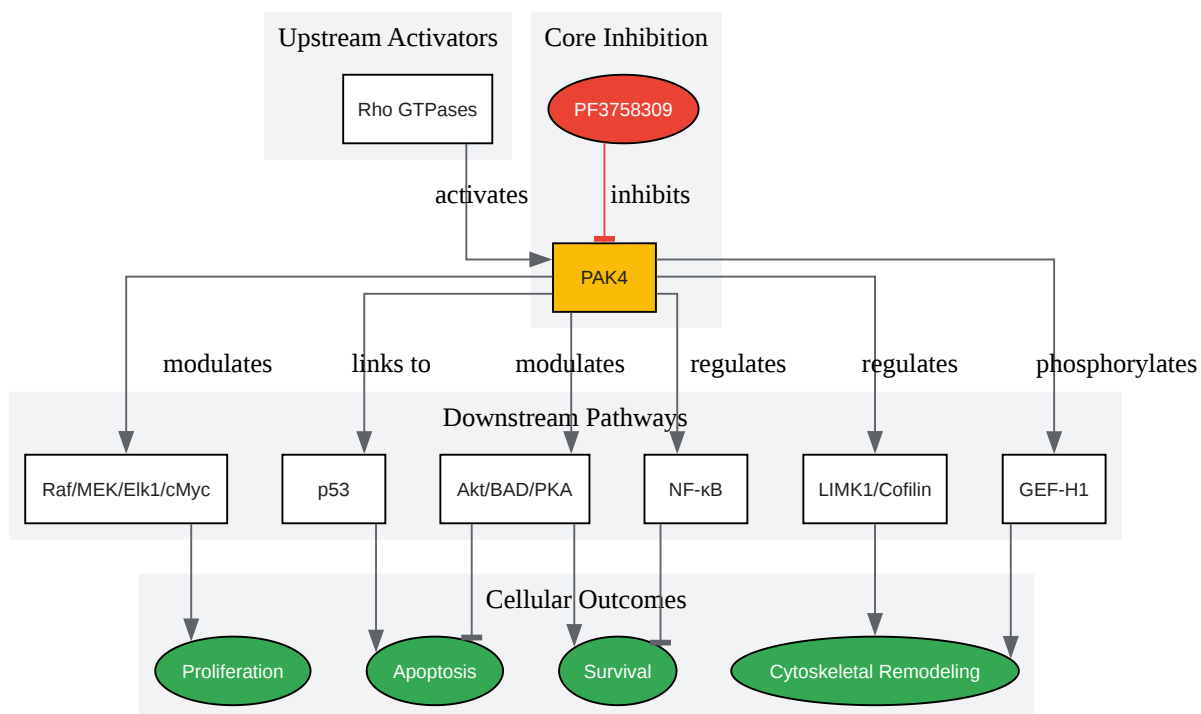 Upstream Activators
Core Inhibition
Rho GTPases
PF3758309
activates
inhibits
PAK4
modulates
links to
modulates
regulates
regulates
phosphorylates
Downstream Pathways
Raf/MEK/Elk1/cMyc
p53
Akt/BAD/PKA
NF-κB
LIMK1/Cofilin
GEF-H1
Cellular Outcomes
Proliferation
Apoptosis
Survival
Cytoskeletal Remodeling